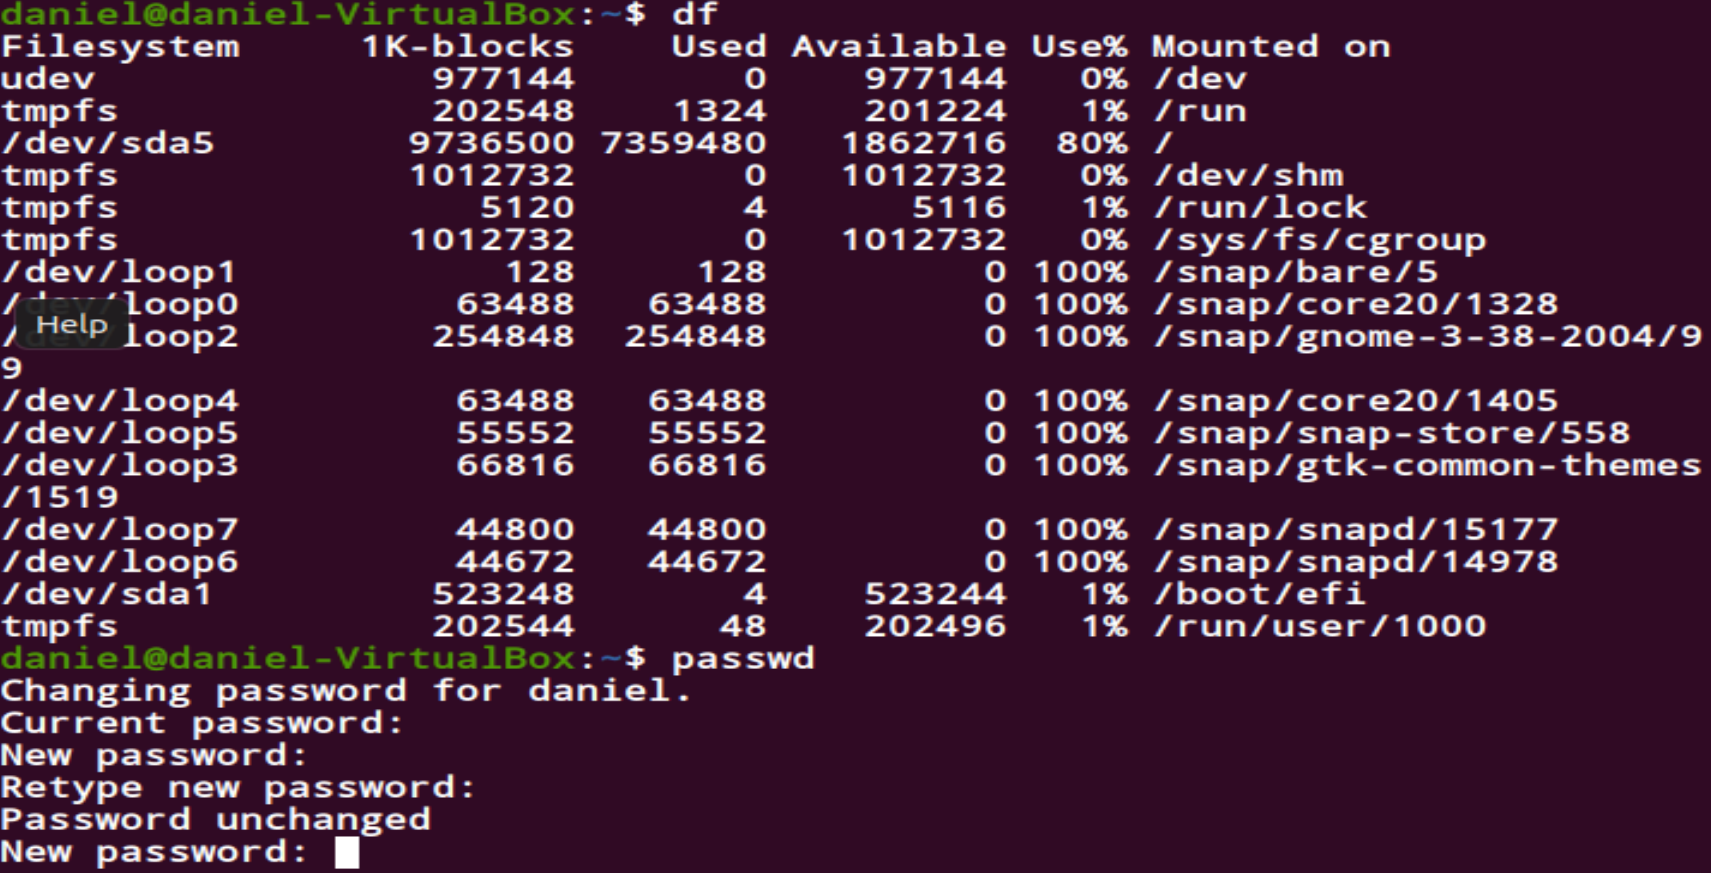 daniel@daniel-VirtualBox:~$ df
Filesystem     1K-blocks    Used Available Use% Mounted on
udev              977144       0    977144   0% /dev
tmpfs             202548    1324    201224   1% /run
/dev/sda5        9736500 7359480   1862716  80% /
tmpfs            1012732       0   1012732   0% /dev/shm
tmpfs               5120       4      5116   1% /run/lock
tmpfs            1012732       0   1012732   0% /sys/fs/cgroup
/dev/loop1           128     128         0 100% /snap/bare/5
/dev/loop0         63488   63488         0 100% /snap/core20/1328
Help
/dev/loop2        254848  254848         0 100% /snap/gnome-3-38-2004/9
9
/dev/loop4         63488   63488         0 100% /snap/core20/1405
/dev/loop5         55552   55552         0 100% /snap/snap-store/558
/dev/loop3         66816   66816         0 100% /snap/gtk-common-themes
/1519
/dev/loop7         44800   44800         0 100% /snap/snapd/15177
/dev/loop6         44672   44672         0 100% /snap/snapd/14978
/dev/sda1         523248       4    523244   1% /boot/efi
tmpfs             202544      48    202496   1% /run/user/1000
daniel@daniel-VirtualBox:~$ passwd
Changing password for daniel.
Current password:
New password:
Retype new password:
Password unchanged
New password: